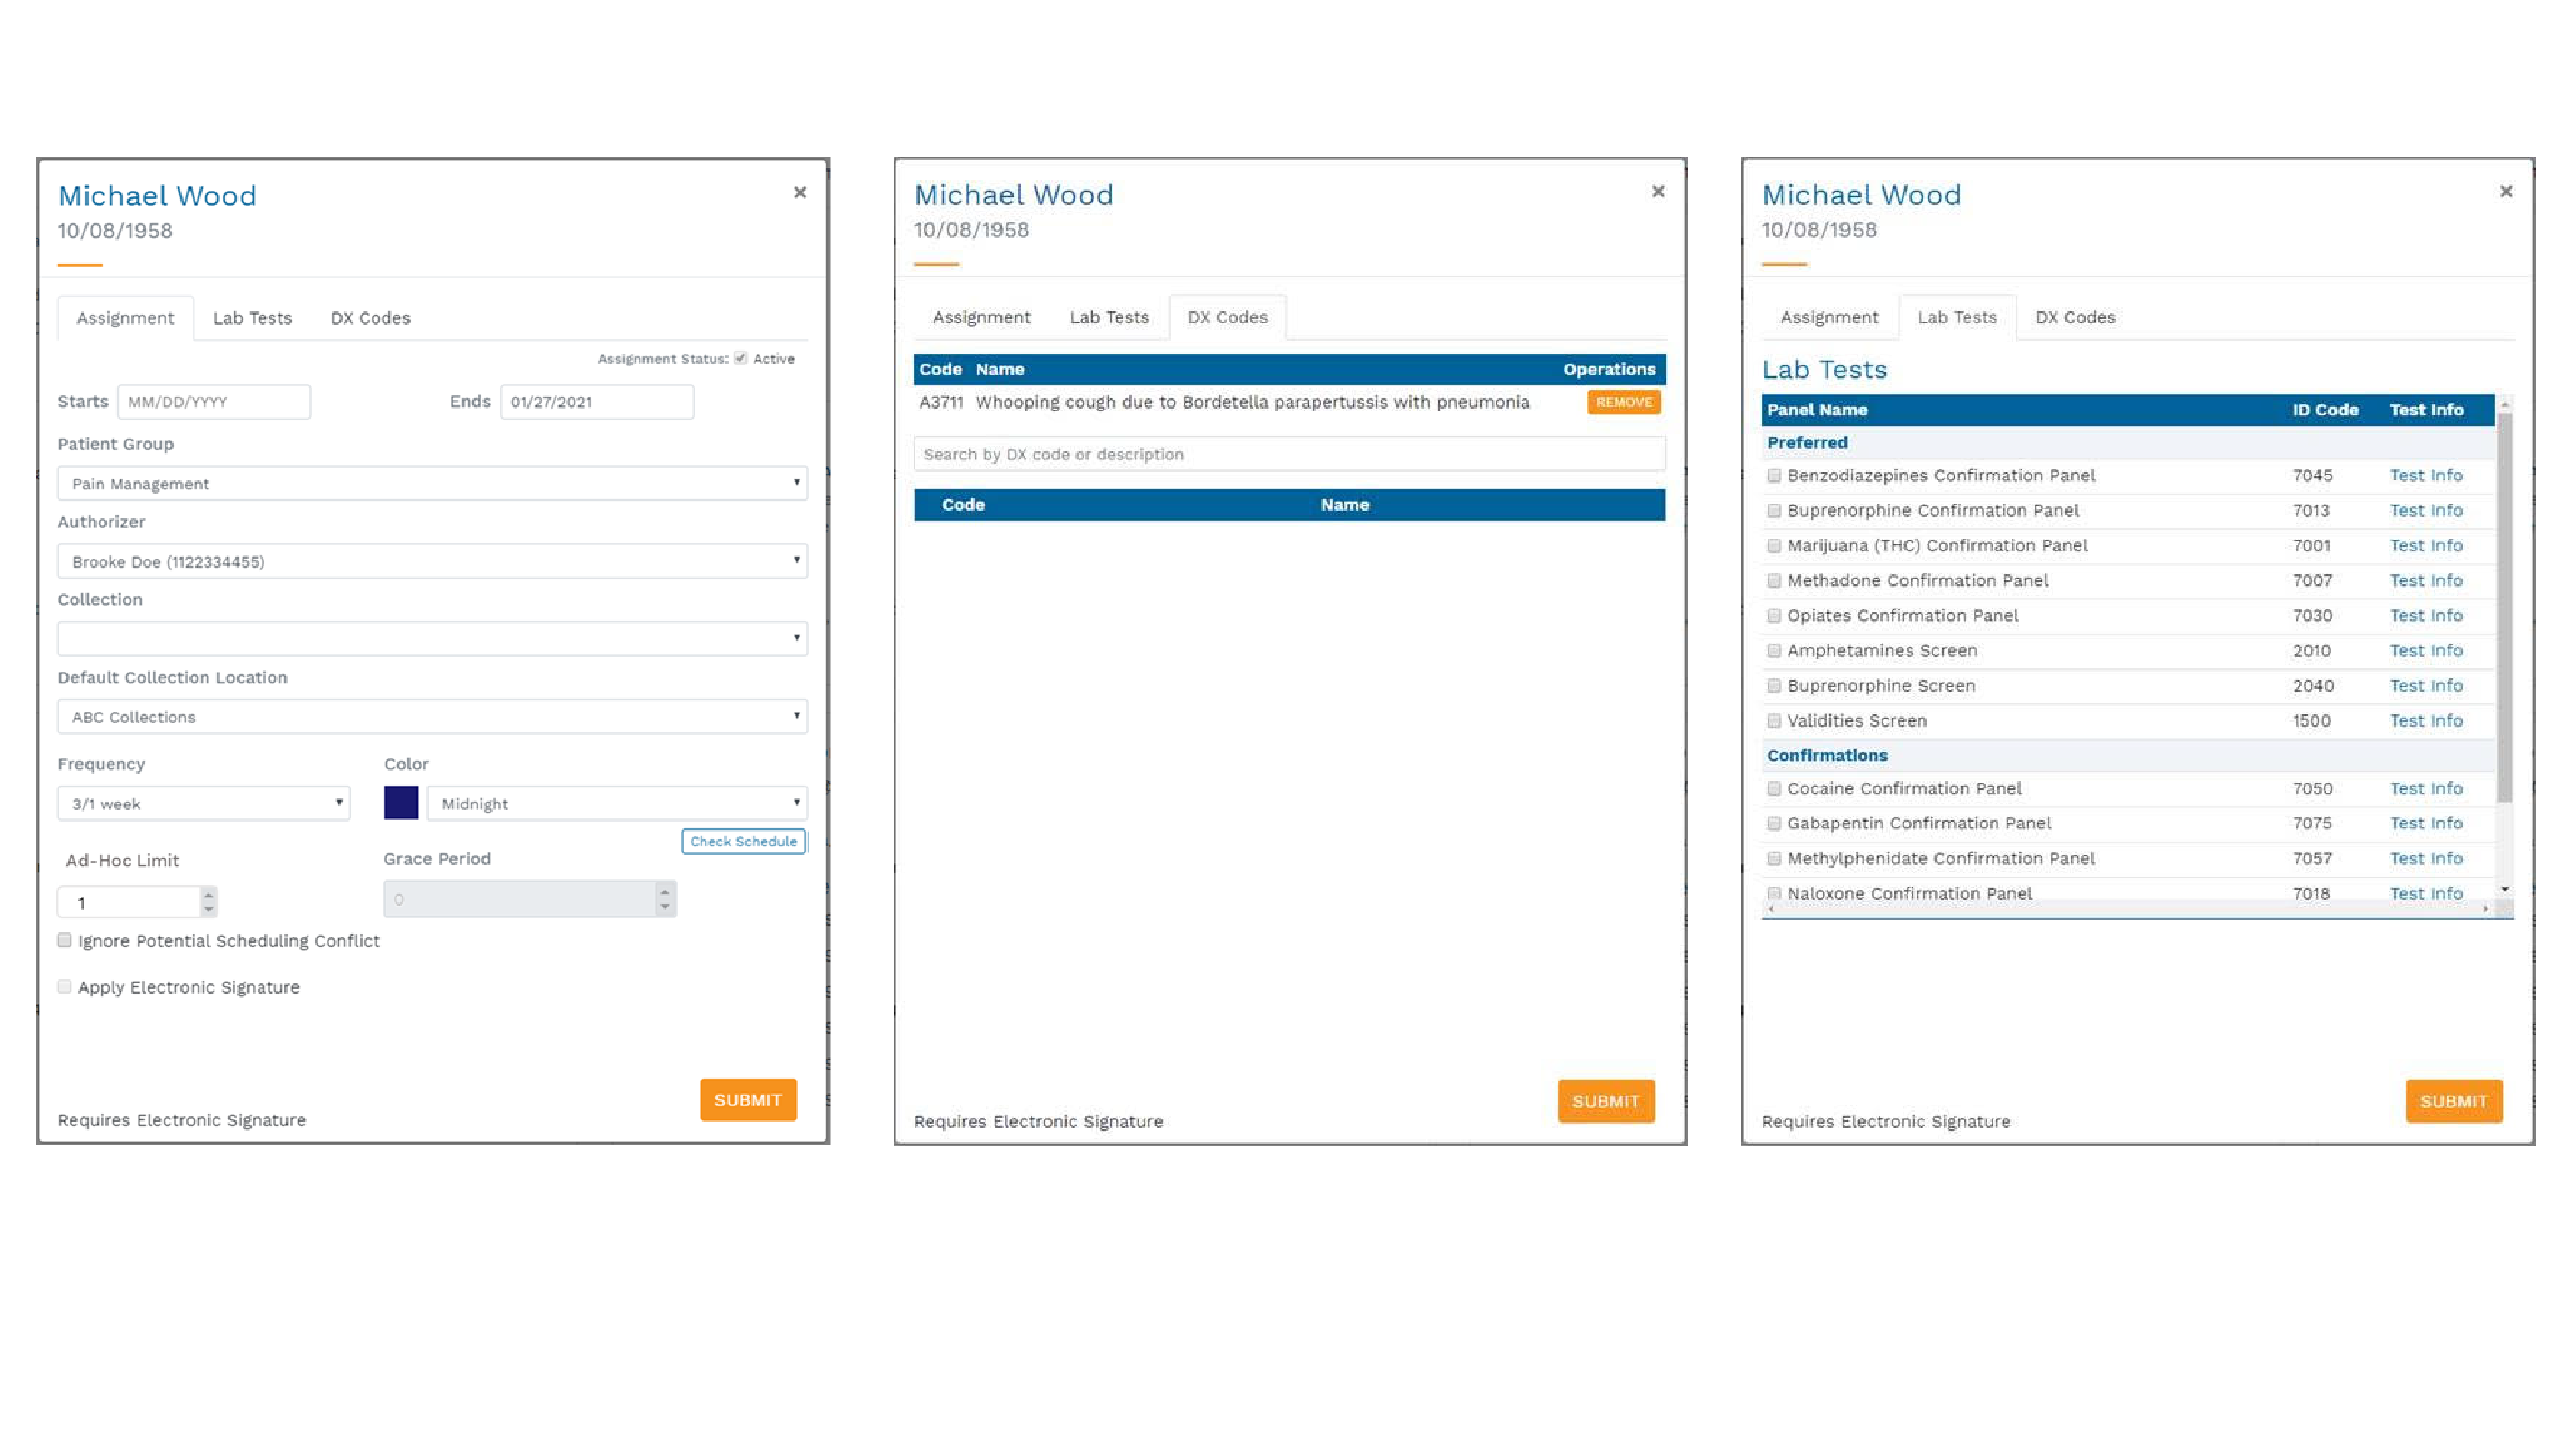 Michael Wood
×
10/08/1958
Assignment Lab Tests DX Codes
Assignment Status: Active
Starts MM/DD/YYYY Ends 01/27/2021
Patient Group
Pain Management
Authorizer
Brooke Doe (1122334455)
Collection
Default Collection Location
ABC Collections
Frequency Color
3/1 week Midnight
Check Schedule
Ad-Hoc Limit Grace Period
1 0
Ignore Potential Scheduling Conflict
Apply Electronic Signature
SUBMIT
Requires Electronic Signature
Michael Wood
×
10/08/1958
Assignment Lab Tests DX Codes
Code Name Operations
A3711 Whooping cough due to Bordetella parapertussis with pneumonia REMOVE
Search by DX code or description
Code Name
SUBMIT
Requires Electronic Signature
Michael Wood
×
10/08/1958
Assignment Lab Tests DX Codes
Lab Tests
Panel Name ID Code Test Info
Preferred
Benzodiazepines Confirmation Panel 7045 Test Info
Buprenorphine Confirmation Panel 7013 Test Info
Marijuana (THC) Confirmation Panel 7001 Test Info
Methadone Confirmation Panel 7007 Test Info
Opiates Confirmation Panel 7030 Test Info
Amphetamines Screen 2010 Test Info
Buprenorphine Screen 2040 Test Info
Validities Screen 1500 Test Info
Confirmations
Cocaine Confirmation Panel 7050 Test Info
Gabapentin Confirmation Panel 7075 Test Info
Methylphenidate Confirmation Panel 7057 Test Info
Naloxone Confirmation Panel 7018 Test Info
SUBMIT
Requires Electronic Signature